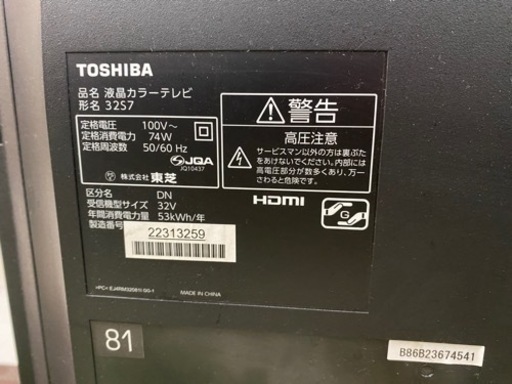 TOSHIBA
品名 液晶カラーテレビ
形名 32S7
定格電圧 100V～
定格消費電力 74W
定格周波数 50/60 Hz
JQA
JQ10437
株式会社 東芝
区分名 DN
受信機型サイズ 32V
年間消費電力量 53kWh/年
製造番号
22313259
MADE IN CHINA
警告
高圧注意
サービスマン以外の方は裏ぶた
をあけないでください。内部には
高電圧部分が数多くあり、万一
さわると危険です。
HDMI
G
81
B86B23674541